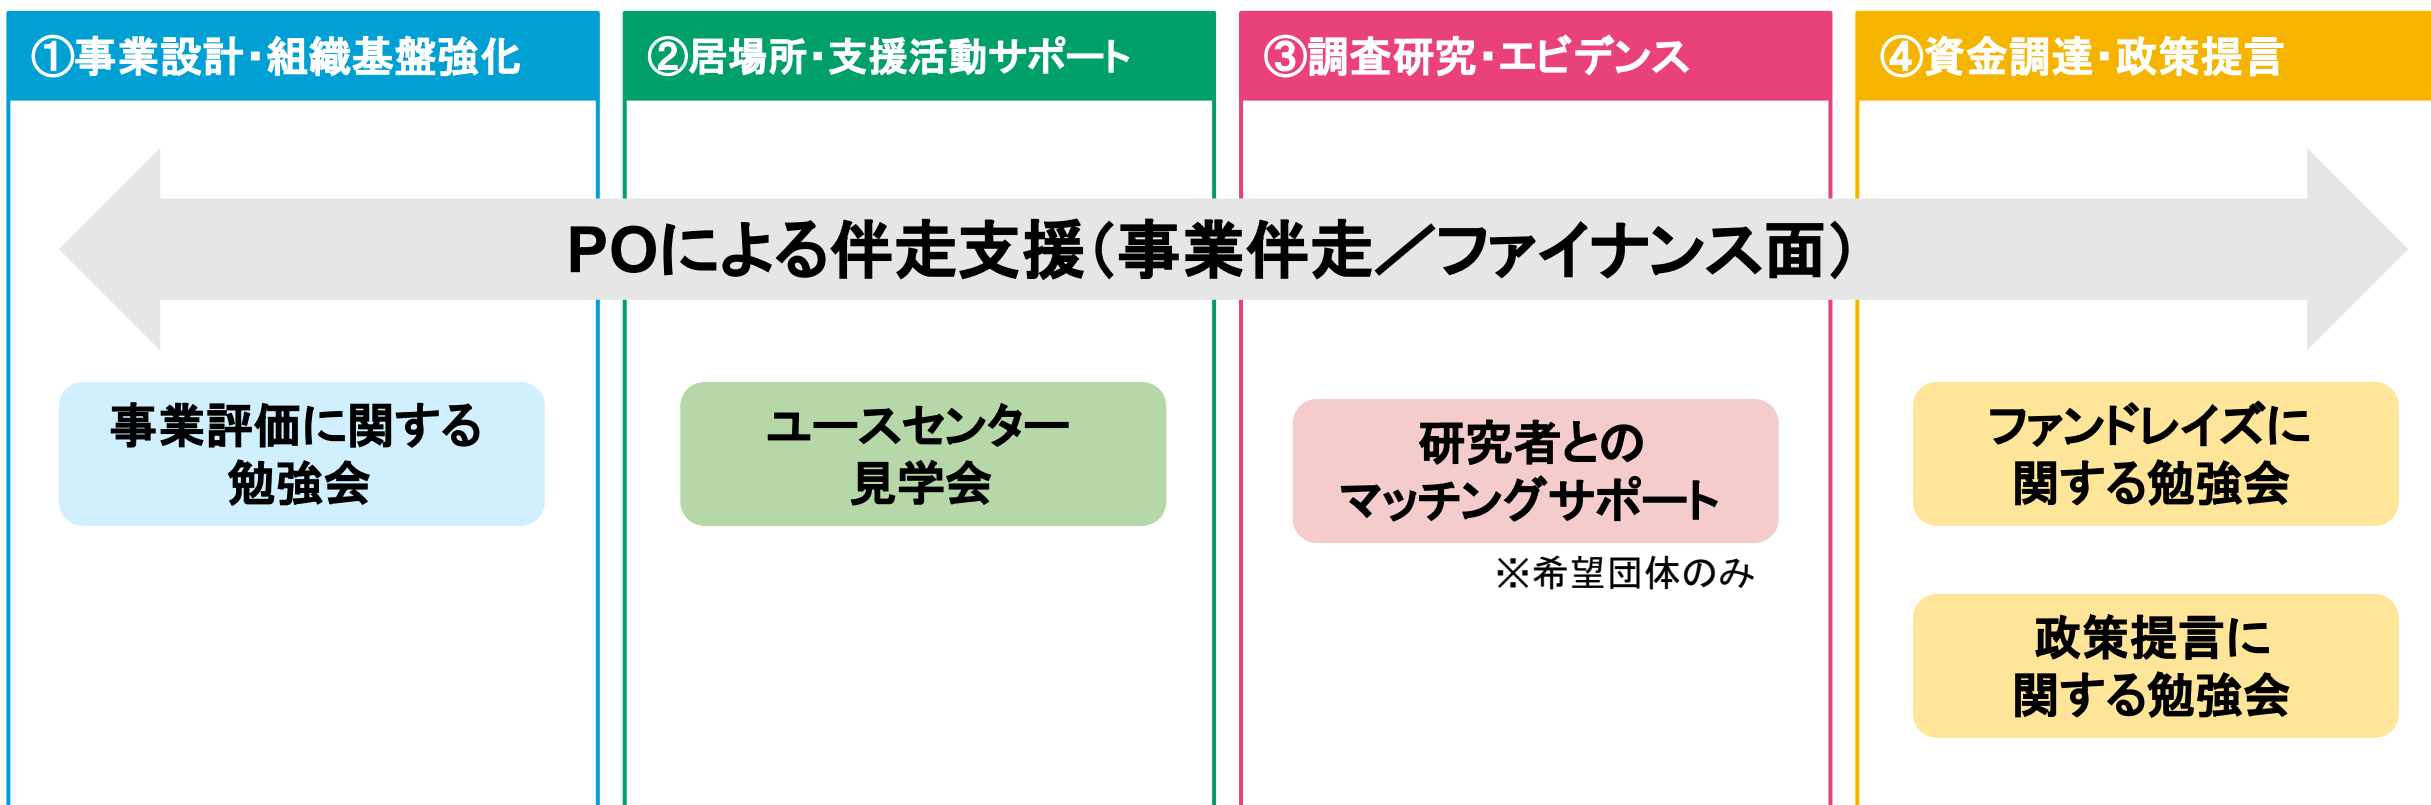 ①事業設計・組織基盤強化
②居場所・支援活動サポート
③調査研究・エビデンス
④資金調達・政策提言
POによる伴走支援（事業伴走／ファイナンス面）
事業評価に関する
勉強会
ユースセンター
見学会
研究者との
マッチングサポート
※希望団体のみ
ファンドレイズに
関する勉強会
政策提言に
関する勉強会